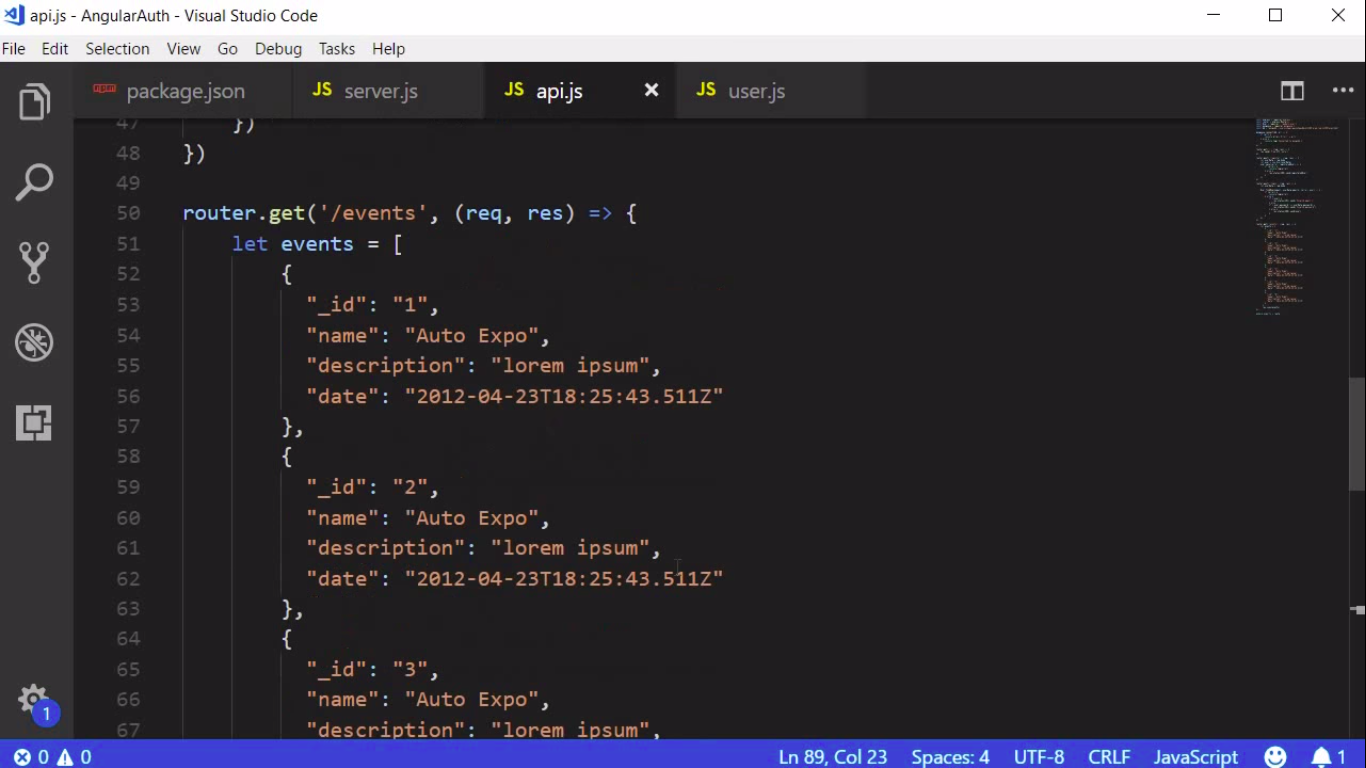 api.js - AngularAuth - Visual Studio Code
File Edit Selection View Go Debug Tasks Help
npm package.json JS server.js JS api.js JS user.js
47 })
48 })
49
50 router.get('/events', (req, res) => {
51 let events = [
52 {
53 "_id": "1",
54 "name": "Auto Expo",
55 "description": "lorem ipsum",
56 "date": "2012-04-23T18:25:43.511Z"
57 },
58 {
59 "_id": "2",
60 "name": "Auto Expo",
61 "description": "lorem ipsum",
62 "date": "2012-04-23T18:25:43.511Z"
63 },
64 {
65 "_id": "3",
66 "name": "Auto Expo",
67 "description": "lorem ipsum",
1
0 0 Ln 89, Col 23 Spaces: 4 UTF-8 CRLF JavaScript 1